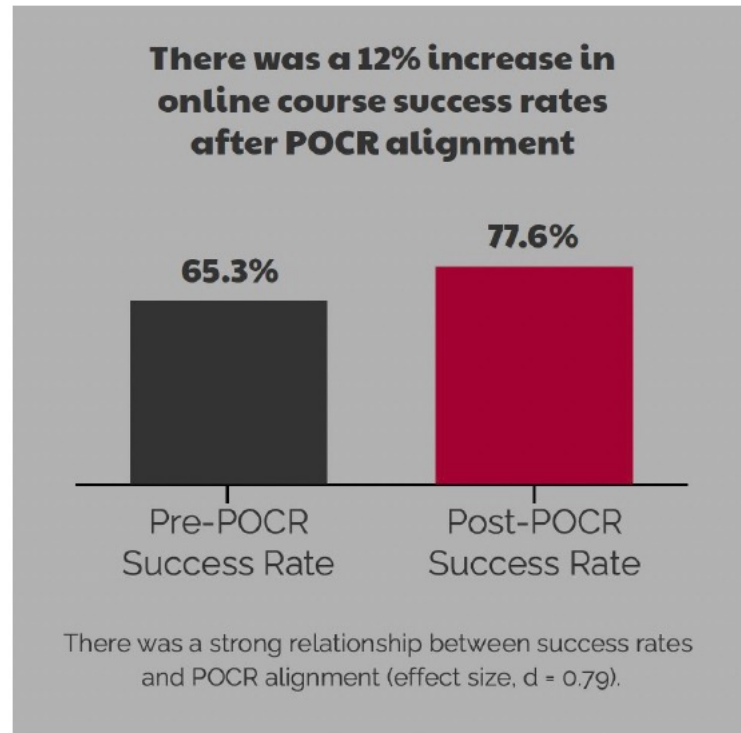 There was a 12% increase in
online course success rates
after POCR alignment
77.6%
65.3%
Pre-POCR
Success Rate
Post-POCR
Success Rate
There was a strong relationship between success rates
and POCR alignment (effect size, d = 0.79).